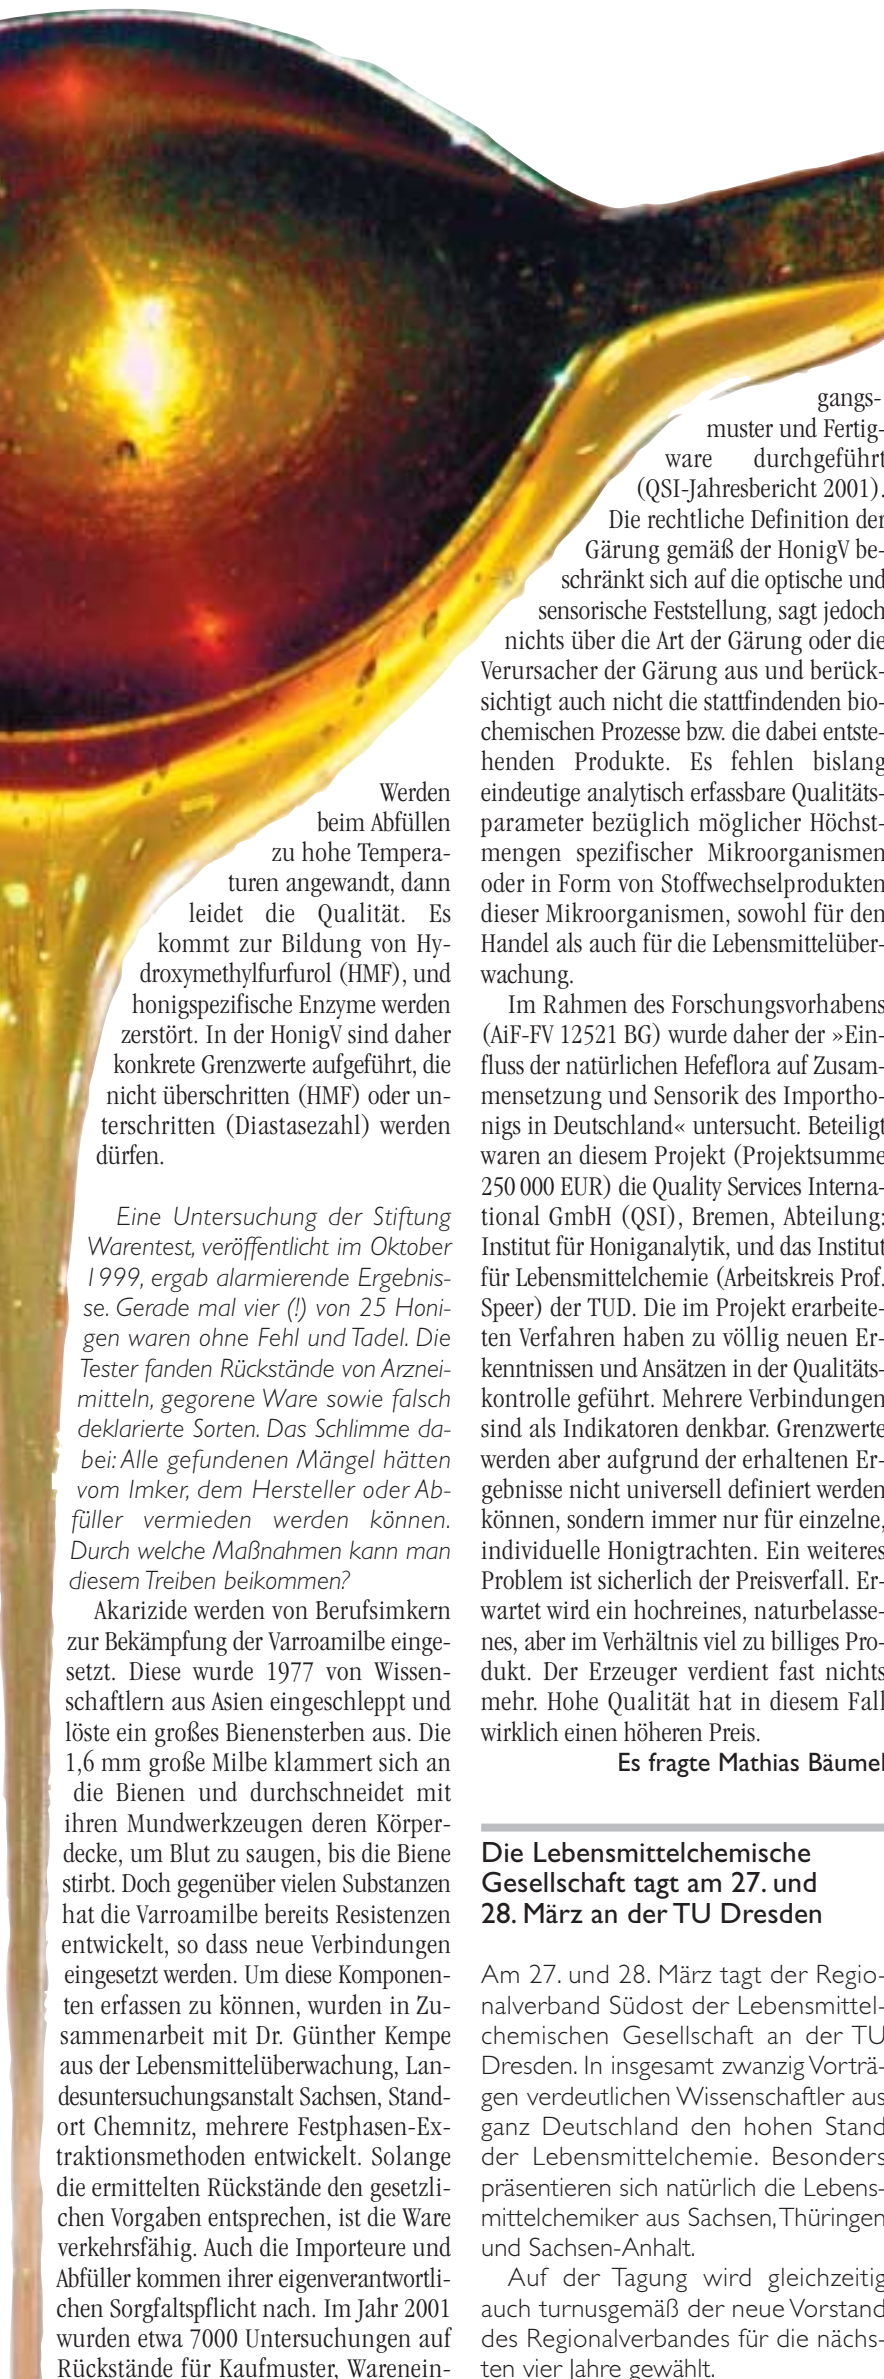 Werden
beim Abfüllen
zu hohe Tempera-
turen angewandt, dann
leidet die Qualität. Es
kommt zur Bildung von Hy-
droxymethylfurfurol (HMF), und
honigspezifische Enzyme werden
zerstört. In der HonigV sind daher
konkrete Grenzwerte aufgeführt, die
nicht überschritten (HMF) oder un-
terschritten (Diastasezahl) werden
dürfen.
Eine Untersuchung der Stiftung
Warentest, veröffentlicht im Oktober
1999, ergab alarmierende Ergebnis-
se. Gerade mal vier (!) von 25 Honi-
gen waren ohne Fehl und Tadel. Die
Tester fanden Rückstände von Arznei-
mitteln, gegorene Ware sowie falsch
deklarierte Sorten. Das Schlimme da-
bei: Alle gefundenen Mängel hätten
vom Imker, dem Hersteller oder Ab-
füller vermieden werden können.
Durch welche Maßnahmen kann man
diesem Treiben beikommen?
Akarizide werden von Berufsimkern
zur Bekämpfung der Varroamilbe einge-
setzt. Diese wurde 1977 von Wissen-
schaftlern aus Asien eingeschleppt und
löste ein großes Bienensterben aus. Die
1,6 mm große Milbe klammert sich an
die Bienen und durchschneidet mit
ihren Mundwerkzeugen deren Körper-
decke, um Blut zu saugen, bis die Biene
stirbt. Doch gegenüber vielen Substanzen
hat die Varroamilbe bereits Resistenzen
entwickelt, so dass neue Verbindungen
eingesetzt werden. Um diese Komponen-
ten erfassen zu können, wurden in Zu-
sammenarbeit mit Dr. Günther Kempe
aus der Lebensmittelüberwachung, Lan-
desuntersuchungsanstalt Sachsen, Stand-
ort Chemnitz, mehrere Festphasen-Ex-
traktionsmethoden entwickelt. Solange
die ermittelten Rückstände den gesetzli-
chen Vorgaben entsprechen, ist die Ware
verkehrsfähig. Auch die Importeure und
Abfüller kommen ihrer eigenverantwortli-
chen Sorgfaltspflicht nach. Im Jahr 2001
wurden etwa 7000 Untersuchungen auf
Rückstände für Kaufmuster, Warenein-
gangs-
muster und Fertig-
ware durchgeführt
(QSI-Jahresbericht 2001).
Die rechtliche Definition der
Gärung gemäß der HonigV be-
schränkt sich auf die optische und
sensorische Feststellung, sagt jedoch
nichts über die Art der Gärung oder die
Verursacher der Gärung aus und berück-
sichtigt auch nicht die stattfindenden bio-
chemischen Prozesse bzw. die dabei entste-
henden Produkte. Es fehlen bislang
eindeutige analytisch erfassbare Qualitäts-
parameter bezüglich möglicher Höchst-
mengen spezifischer Mikroorganismen
oder in Form von Stoffwechselprodukten
dieser Mikroorganismen, sowohl für den
Handel als auch für die Lebensmittelüber-
wachung.
Im Rahmen des Forschungsvorhabens
(AiF-FV 12521 BG) wurde daher der »Ein-
fluss der natürlichen Hefeflora auf Zusam-
mensetzung und Sensorik des Importho-
nigs in Deutschland« untersucht. Beteiligt
waren an diesem Projekt (Projektsumme
250 000 EUR) die Quality Services Interna-
tional GmbH (QSI), Bremen, Abteilung:
Institut für Honiganalytik, und das Institut
für Lebensmittelchemie (Arbeitskreis Prof.
Speer) der TUD. Die im Projekt erarbeite-
ten Verfahren haben zu völlig neuen Er-
kenntnissen und Ansätzen in der Qualitäts-
kontrolle geführt. Mehrere Verbindungen
sind als Indikatoren denkbar. Grenzwerte
werden aber aufgrund der erhaltenen Er-
gebnisse nicht universell definiert werden
können, sondern immer nur für einzelne,
individuelle Honigtrachten. Ein weiteres
Problem ist sicherlich der Preisverfall. Er-
wartet wird ein hochreines, naturbelasse-
nes, aber im Verhältnis viel zu billiges Pro-
dukt. Der Erzeuger verdient fast nichts
mehr. Hohe Qualität hat in diesem Fall
wirklich einen höheren Preis.
Es fragte Mathias Bäumel
Die Lebensmittelchemische
Gesellschaft tagt am 27. und
28. März an der TU Dresden
Am 27. und 28. März tagt der Regio-
nalverband Südost der Lebensmittel-
chemischen Gesellschaft an der TU
Dresden. In insgesamt zwanzig Vorträ-
gen verdeutlichen Wissenschaftler aus
ganz Deutschland den hohen Stand
der Lebensmittelchemie. Besonders
präsentieren sich natürlich die Lebens-
mittelchemiker aus Sachsen, Thüringen
und Sachsen-Anhalt.
Auf der Tagung wird gleichzeitig
auch turnusgemäß der neue Vorstand
des Regionalverbandes für die nächs-
ten vier Jahre gewählt.